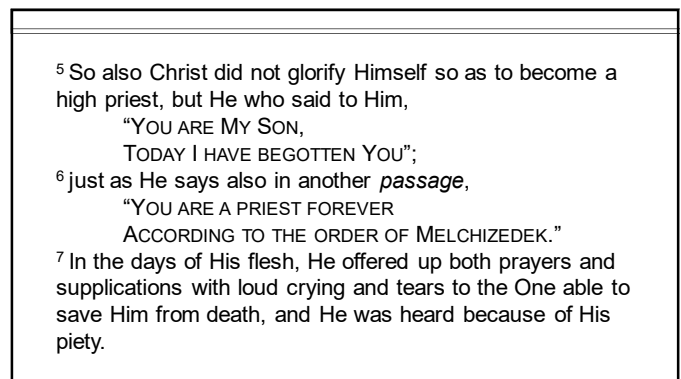 ⁵ So also Christ did not glorify Himself so as to become a
high priest, but He who said to Him,
“YOU ARE MY SON,
TODAY I HAVE BEGOTTEN YOU”;
⁶ just as He says also in another passage,
“YOU ARE A PRIEST FOREVER
ACCORDING TO THE ORDER OF MELCHIZEDEK.”
⁷ In the days of His flesh, He offered up both prayers and
supplications with loud crying and tears to the One able to
save Him from death, and He was heard because of His
piety.